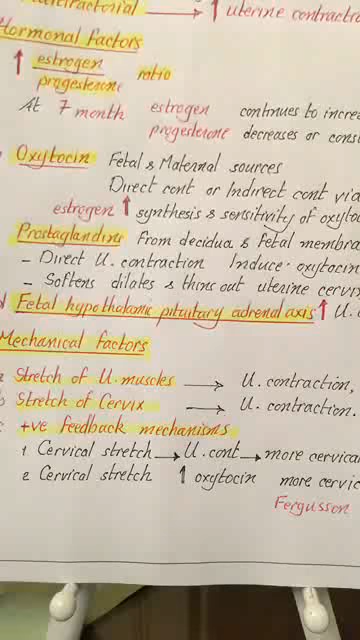 ↑ uterine contractio
Hormonal factors
↑ estrogen
progesterone ratio
At 7 month estrogen continues to increa
progesterone decreases or cons
Oxytocin Fetal & Maternal sources
Direct cont or Indirect cont via
estrogen ↑ synthesis & sensitivity of oxytoc
Prostaglandins From decidua & Fetal membra
- Direct U. contraction Induce oxytocin
- Softens dilates & thins out uterine cervix
Fetal hypothalamic pituitary adrenal axis ↑ U.
Mechanical factors
Stretch of U. muscles → U. contraction,
Stretch of Cervix → U. contraction.
+ve feedback mechanisms
1 Cervical stretch → U. cont → more cervical
2 Cervical stretch ↑ oxytocin more cervic
Fergusson